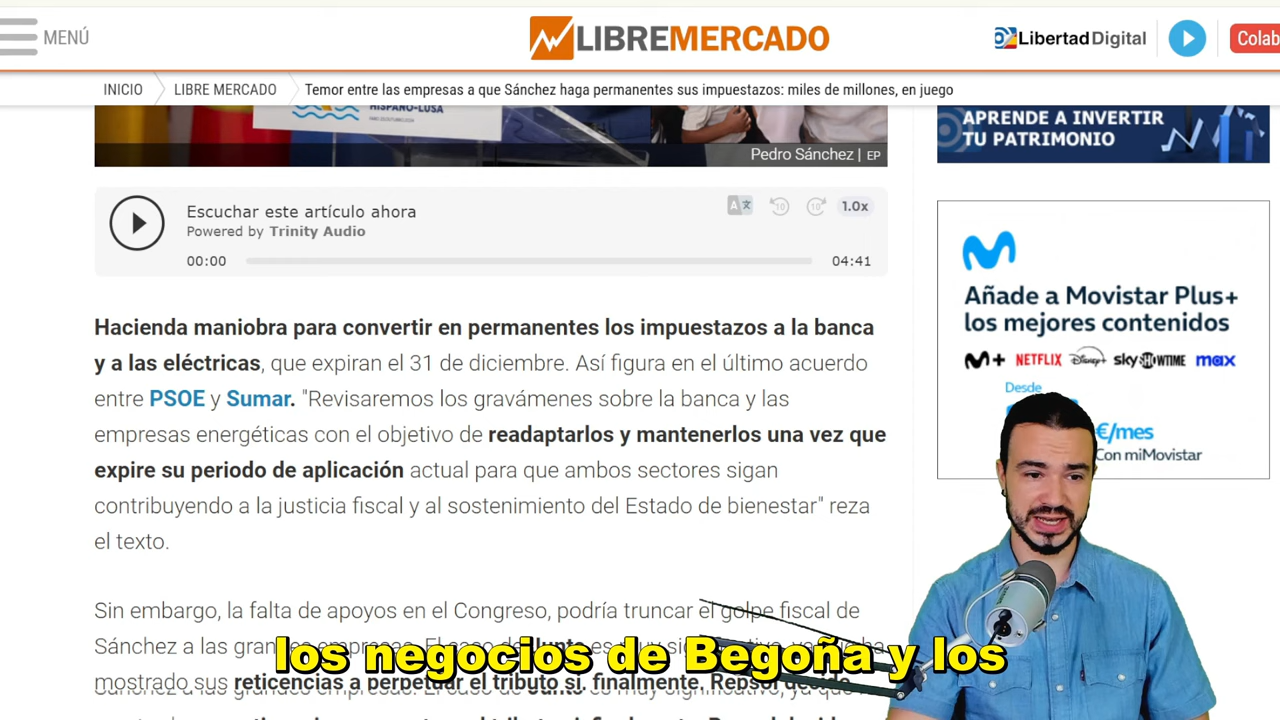 MENÚ
LIBREMERCADO
Libertad Digital
Colab
INICIO
LIBRE MERCADO
Temor entre las empresas a que Sánchez haga permanentes sus impuestazos: miles de millones, en juego
HISPANO-LUSA
Pedro Sánchez | EP
APRENDE A INVERTIR
TU PATRIMONIO
Escuchar este artículo ahora
Powered by Trinity Audio
10
10
1.0x
00:00
04:41
Añade a Movistar Plus+
los mejores contenidos
M+ NETFLIX Disney+ sky SHOWTIME max
Desde
€/mes
Con miMovistar
Hacienda maniobra para convertir en permanentes los impuestazos a la banca
y a las eléctricas, que expiran el 31 de diciembre. Así figura en el último acuerdo
entre PSOE y Sumar. "Revisaremos los gravámenes sobre la banca y las
empresas energéticas con el objetivo de readaptarlos y mantenerlos una vez que
expire su periodo de aplicación actual para que ambos sectores sigan
contribuyendo a la justicia fiscal y al sostenimiento del Estado de bienestar" reza
el texto.
Sin embargo, la falta de apoyos en el Congreso, podría truncar el golpe fiscal de
Sánchez a las
los negocios de Begoña y los
mostrado sus reticencias a perpetuar el tributo si, finalmente, Repsol